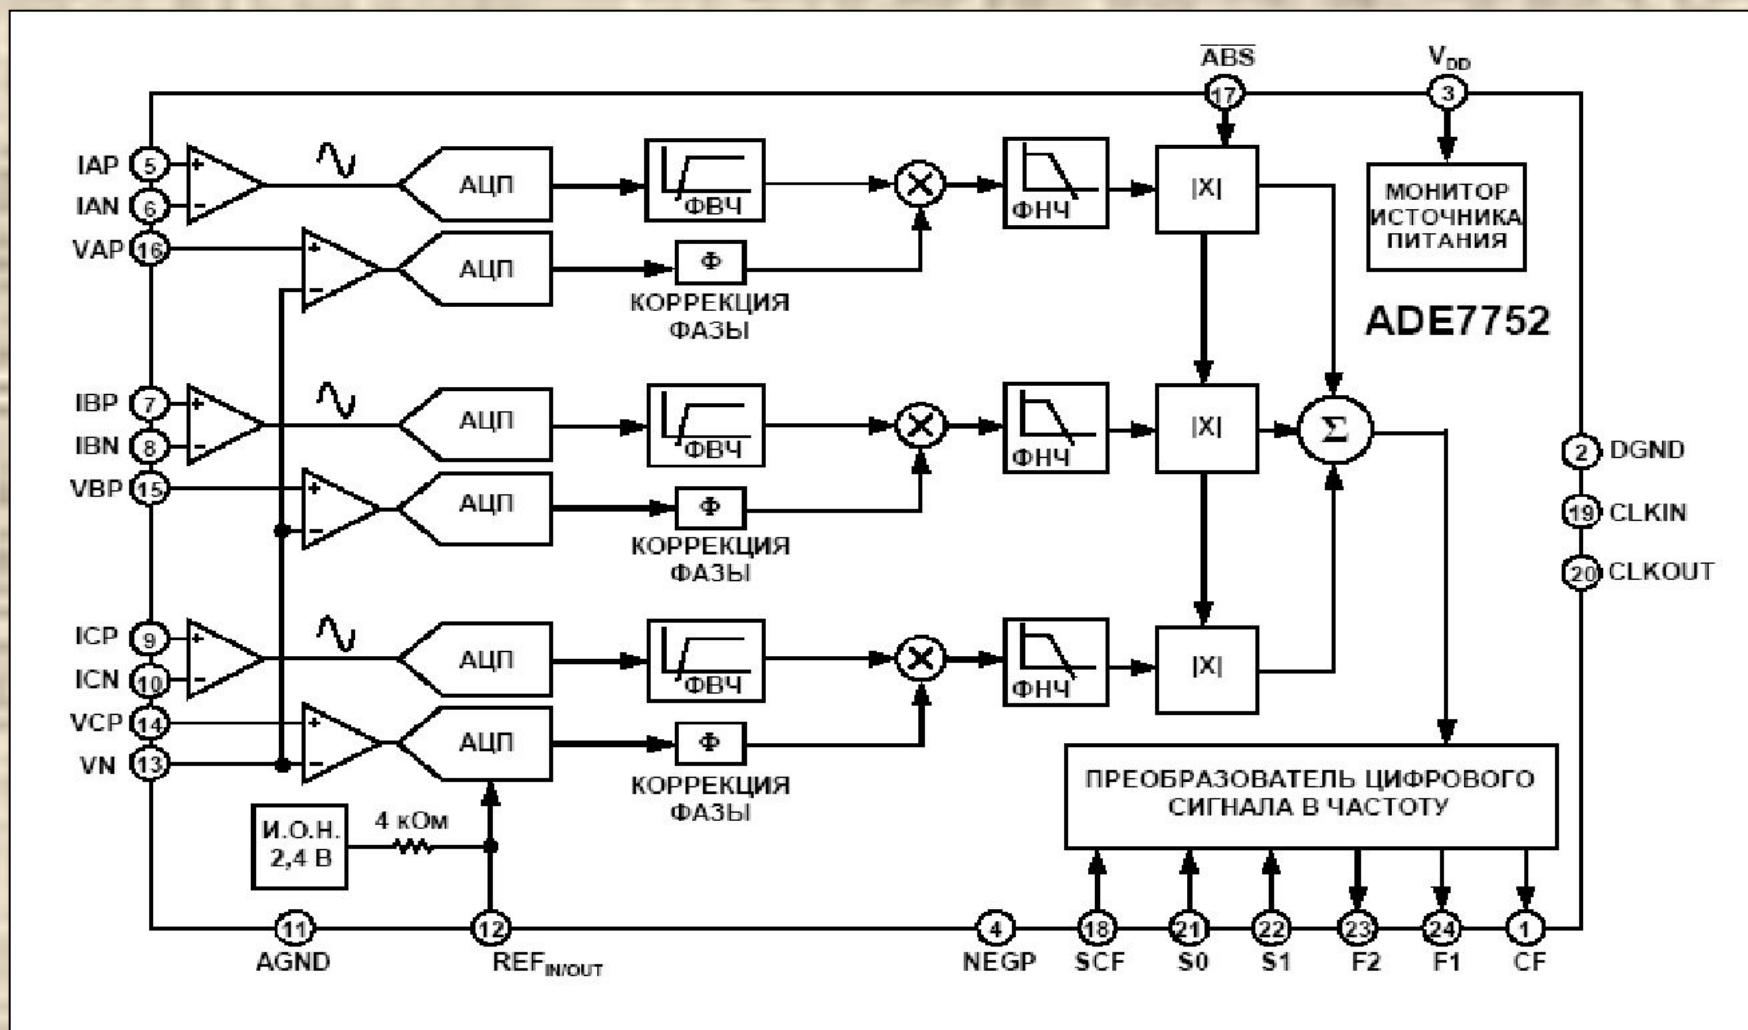 ABS
V_DD
17
3
IAP 5
IAN 6
VAP 16
+
−
+
−
АЦП
АЦП
ФВЧ
Ф
КОРРЕКЦИЯ
ФАЗЫ
ФНЧ
|X|
МОНИТОР
ИСТОЧНИКА
ПИТАНИЯ
ADE7752
IBP 7
IBN 8
VBP 15
+
−
+
−
АЦП
АЦП
ФВЧ
Ф
КОРРЕКЦИЯ
ФАЗЫ
ФНЧ
|X|
Σ
2 DGND
19 CLKIN
20 CLKOUT
ICP 9
ICN 10
VCP 14
VN 13
+
−
+
−
АЦП
АЦП
ФВЧ
Ф
КОРРЕКЦИЯ
ФАЗЫ
ФНЧ
|X|
ПРЕОБРАЗОВАТЕЛЬ ЦИФРОВОГО
СИГНАЛА В ЧАСТОТУ
И.О.Н.
2,4 В
4 кОм
11
12
4
18
21
22
23
24
1
AGND
REF_IN/OUT
NEGP
SCF
S0
S1
F2
F1
CF